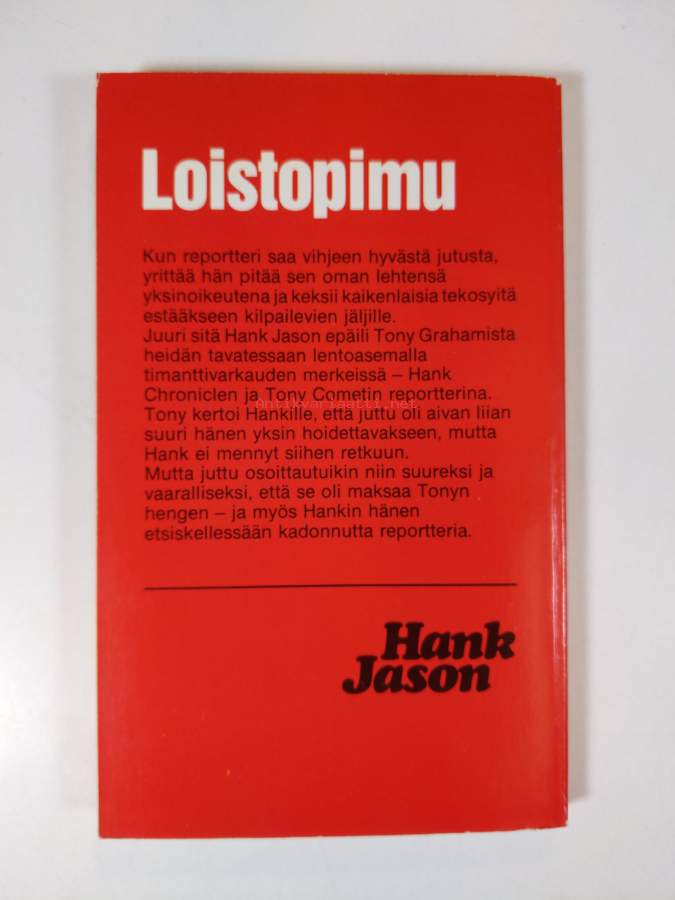 Loistopimu
Kun reportteri saa vihjeen hyvästä jutusta,
yrittää hän pitää sen oman lehtensä
yksinoikeutena ja keksii kaikenlaisia tekosyitä
estääkseen kilpailevien jäljille.
Juuri sitä Hank Jason epäili Tony Grahamista
heidän tavatessaan lentoasemalla
timanttivarkauden merkeissä – Hank
Chroniclen ja Tony Cometin reportterina.
antikvariaatti.net
Tony kertoi Hankille, että juttu oli aivan liian
suuri hänen yksin hoidettavakseen, mutta
Hank ei mennyt siihen retkuun.
Mutta juttu osoittautuikin niin suureksi ja
vaaralliseksi, että se oli maksaa Tonyn
hengen – ja myös Hankin hänen
etsiskellessään kadonnutta reportteria.
Hank
Jason